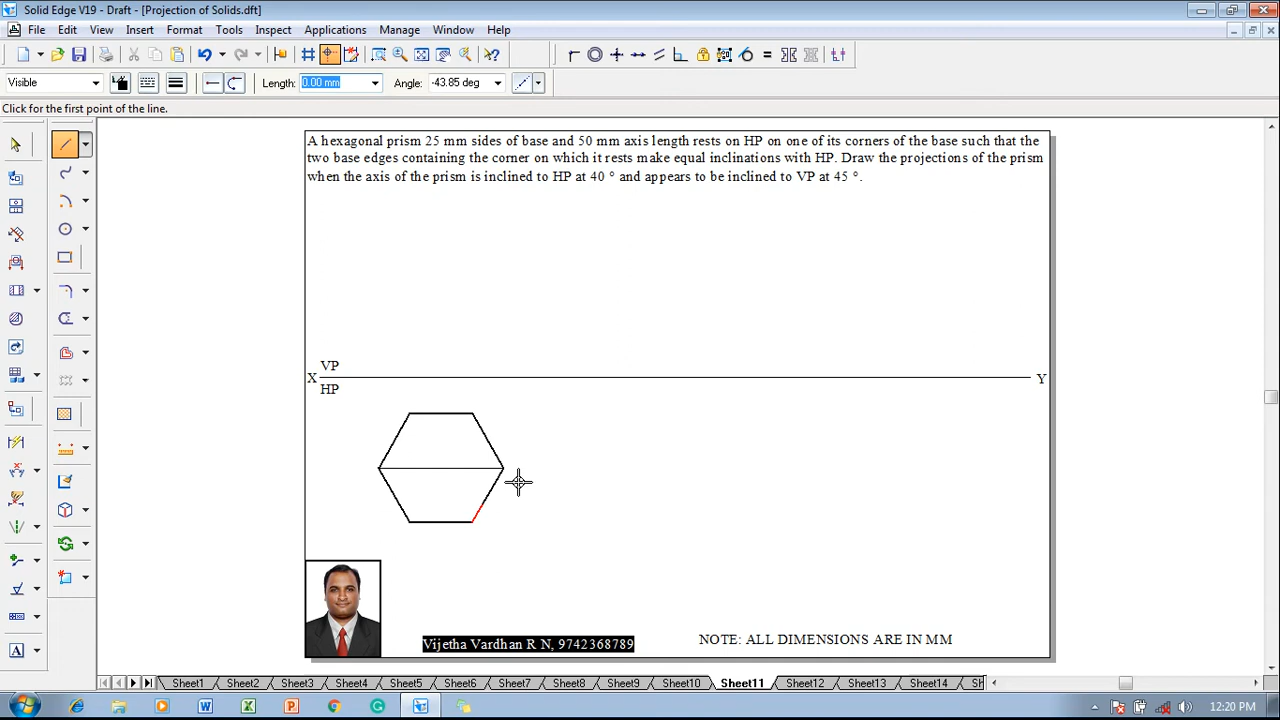 Solid Edge V19 - Draft - [Projection of Solids.dft]
File Edit View Insert Format Tools Inspect Applications Manage Window Help
Visible Length: 0.00 mm Angle: -43.85 deg
Click for the first point of the line.
A hexagonal prism 25 mm sides of base and 50 mm axis length rests on HP on one of its corners of the base such that the
two base edges containing the corner on which it rests make equal inclinations with HP. Draw the projections of the prism
when the axis of the prism is inclined to HP at 40 ° and appears to be inclined to VP at 45 °.
VP
X Y
HP
Vijetha Vardhan R N, 9742368789
NOTE: ALL DIMENSIONS ARE IN MM
Sheet1 Sheet2 Sheet3 Sheet4 Sheet5 Sheet6 Sheet7 Sheet8 Sheet9 Sheet10 Sheet11 Sheet12 Sheet13 Sheet14 Sh
12:20 PM